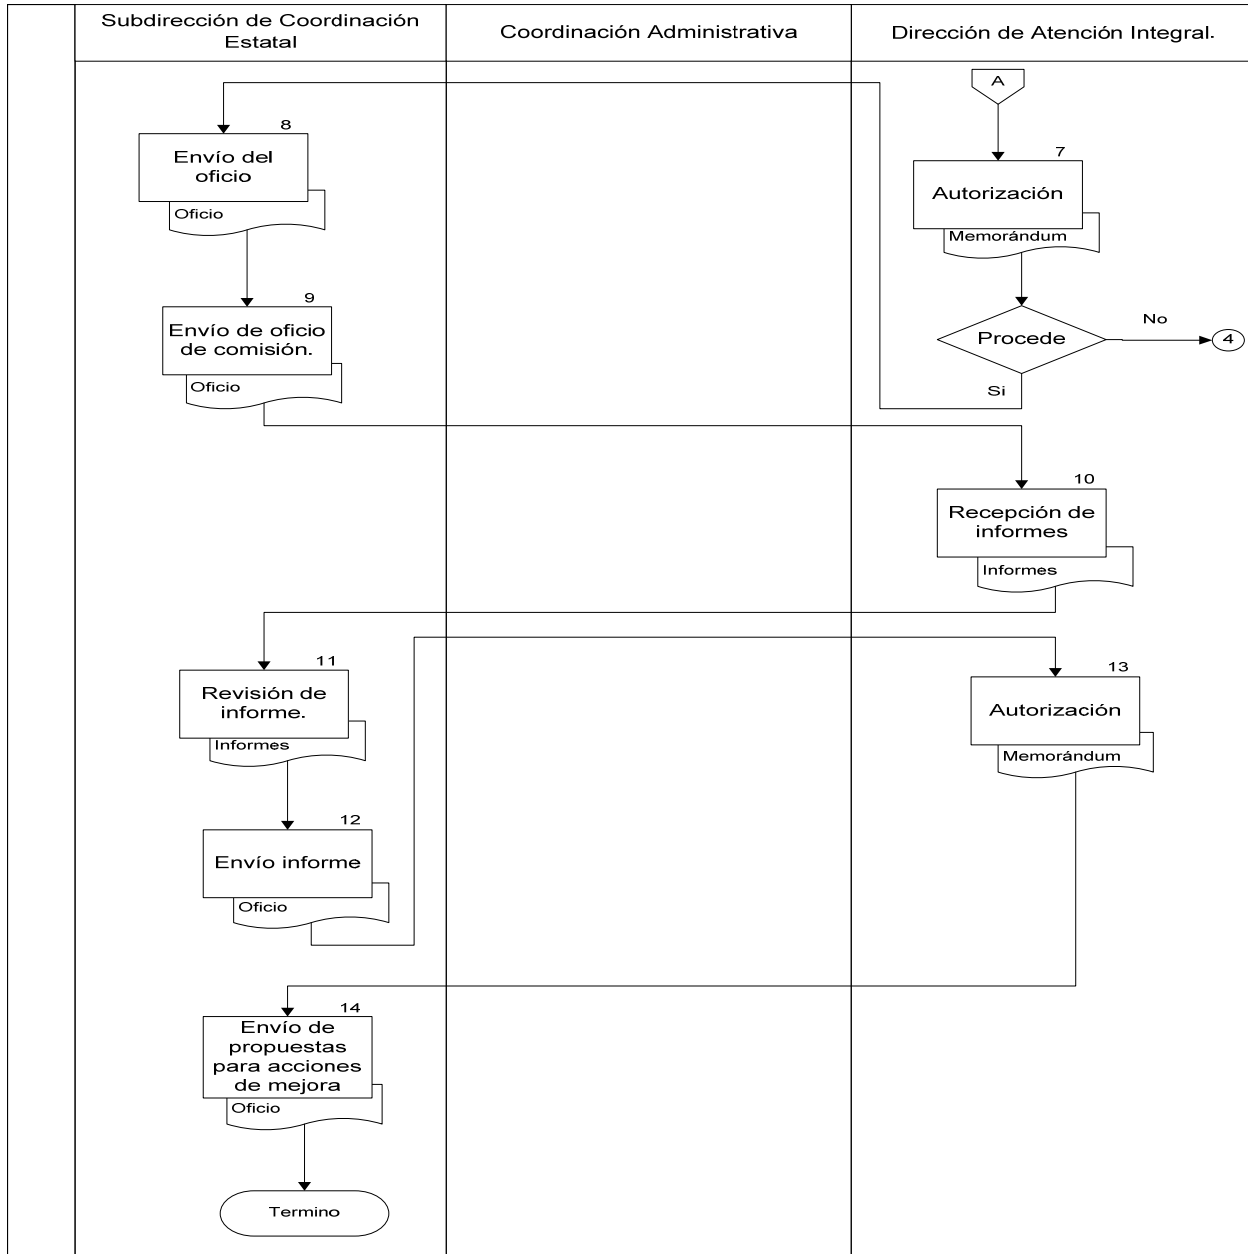 Subdirección de Coordinación
Estatal
Coordinación Administrativa
Dirección de Atención Integral.
A
8
Envío del
oficio
Oficio
7
Autorización
Memorándum
9
Envío de oficio
de comisión.
Oficio
Procede
No
4
Si
10
Recepción de
informes
Informes
11
Revisión de
informe.
Informes
13
Autorización
Memorándum
12
Envío informe
Oficio
14
Envío de
propuestas
para acciones
de mejora
Oficio
Termino